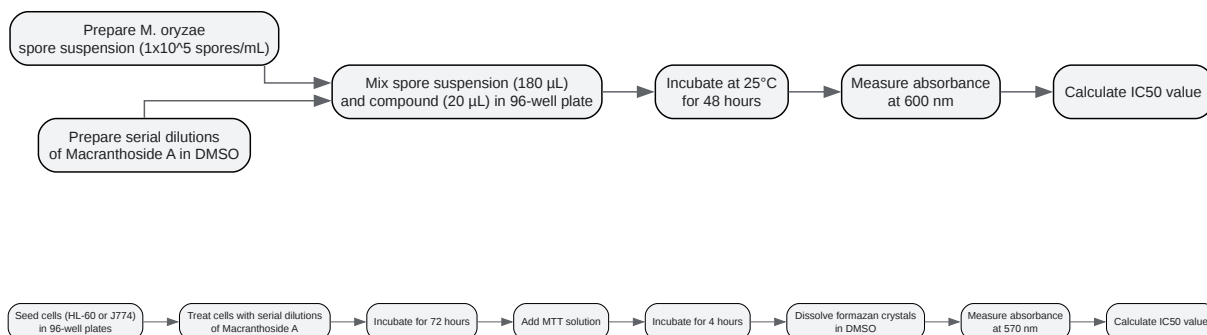 Prepare M. oryzae
spore suspension (1x10^5 spores/mL)
Prepare serial dilutions
of Macranthoside A in DMSO
Mix spore suspension (180 µL)
and compound (20 µL) in 96-well plate
Incubate at 25°C
for 48 hours
Measure absorbance
at 600 nm
Calculate IC50 value
Seed cells (HL-60 or J774)
in 96-well plates
Treat cells with serial dilutions
of Macranthoside A
Incubate for 72 hours
Add MTT solution
Incubate for 4 hours
Dissolve formazan crystals
in DMSO
Measure absorbance
at 570 nm
Calculate IC50 value